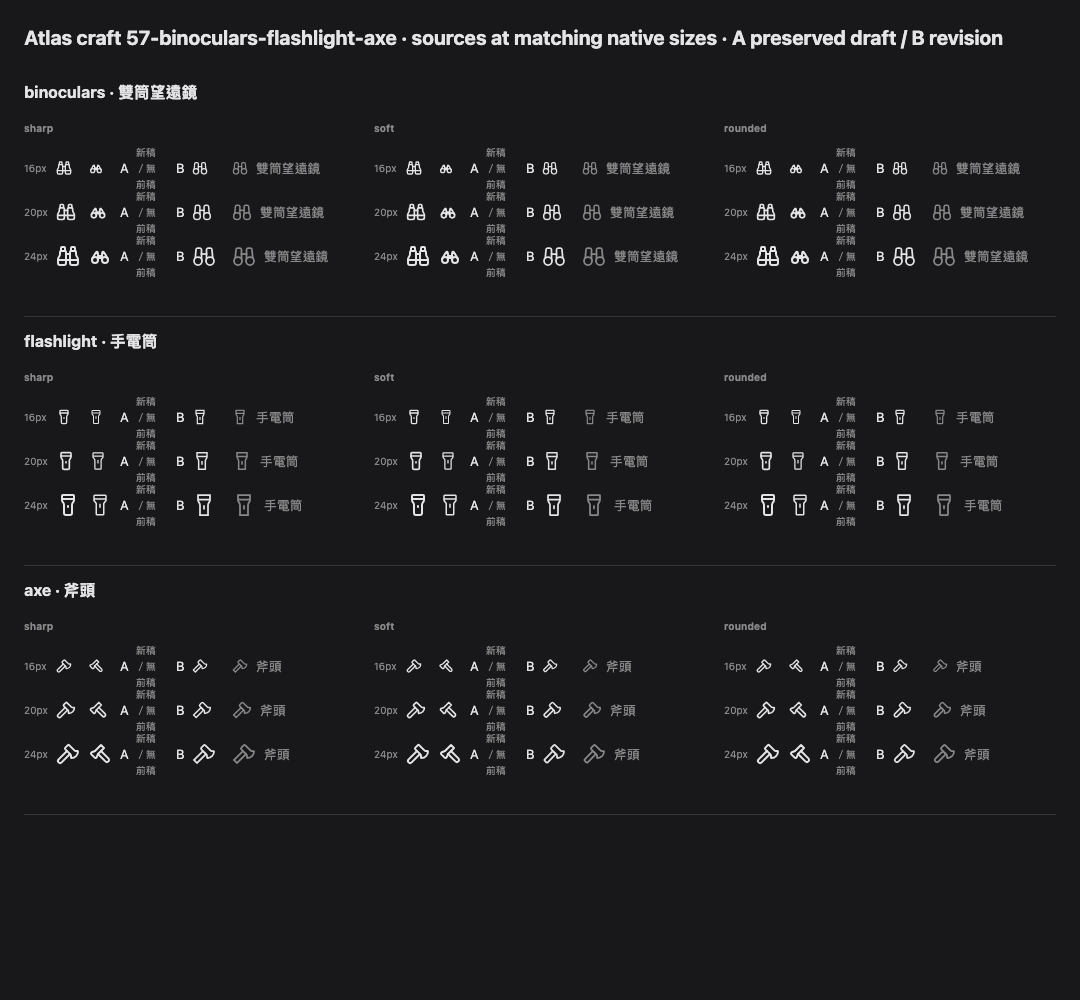 Atlas craft 57-binoculars-flashlight-axe · sources at matching native sizes · A preserved draft / B revision
binoculars · 雙筒望遠鏡
sharp soft rounded
16px A 新稿 / 無前稿 B 雙筒望遠鏡 16px A 新稿 / 無前稿 B 雙筒望遠鏡 16px A 新稿 / 無前稿 B 雙筒望遠鏡
20px A 新稿 / 無前稿 B 雙筒望遠鏡 20px A 新稿 / 無前稿 B 雙筒望遠鏡 20px A 新稿 / 無前稿 B 雙筒望遠鏡
24px A 新稿 / 無前稿 B 雙筒望遠鏡 24px A 新稿 / 無前稿 B 雙筒望遠鏡 24px A 新稿 / 無前稿 B 雙筒望遠鏡
flashlight · 手電筒
sharp soft rounded
16px A 新稿 / 無前稿 B 手電筒 16px A 新稿 / 無前稿 B 手電筒 16px A 新稿 / 無前稿 B 手電筒
20px A 新稿 / 無前稿 B 手電筒 20px A 新稿 / 無前稿 B 手電筒 20px A 新稿 / 無前稿 B 手電筒
24px A 新稿 / 無前稿 B 手電筒 24px A 新稿 / 無前稿 B 手電筒 24px A 新稿 / 無前稿 B 手電筒
axe · 斧頭
sharp soft rounded
16px A 新稿 / 無前稿 B 斧頭 16px A 新稿 / 無前稿 B 斧頭 16px A 新稿 / 無前稿 B 斧頭
20px A 新稿 / 無前稿 B 斧頭 20px A 新稿 / 無前稿 B 斧頭 20px A 新稿 / 無前稿 B 斧頭
24px A 新稿 / 無前稿 B 斧頭 24px A 新稿 / 無前稿 B 斧頭 24px A 新稿 / 無前稿 B 斧頭